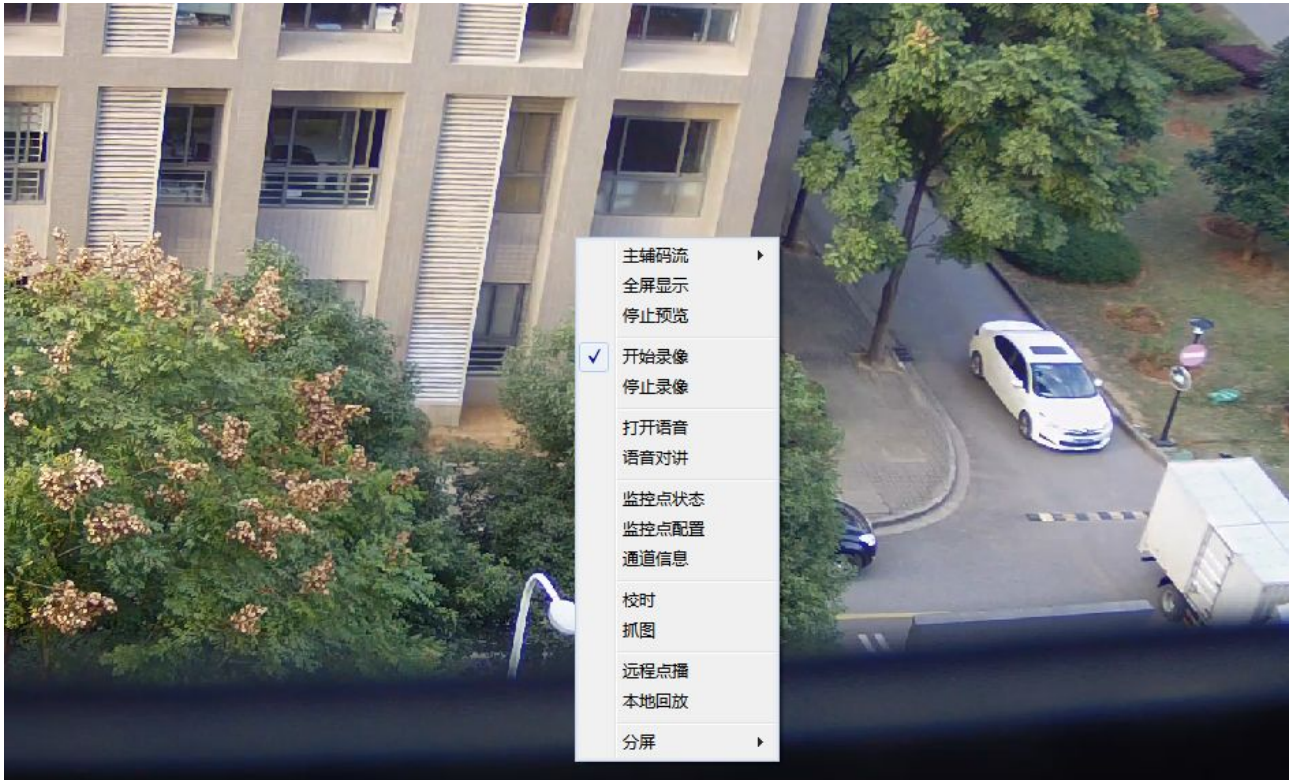 主辅码流
全屏显示
停止预览
开始录像
停止录像
打开语音
语音对讲
监控点状态
监控点配置
通道信息
校时
抓图
远程点播
本地回放
分屏